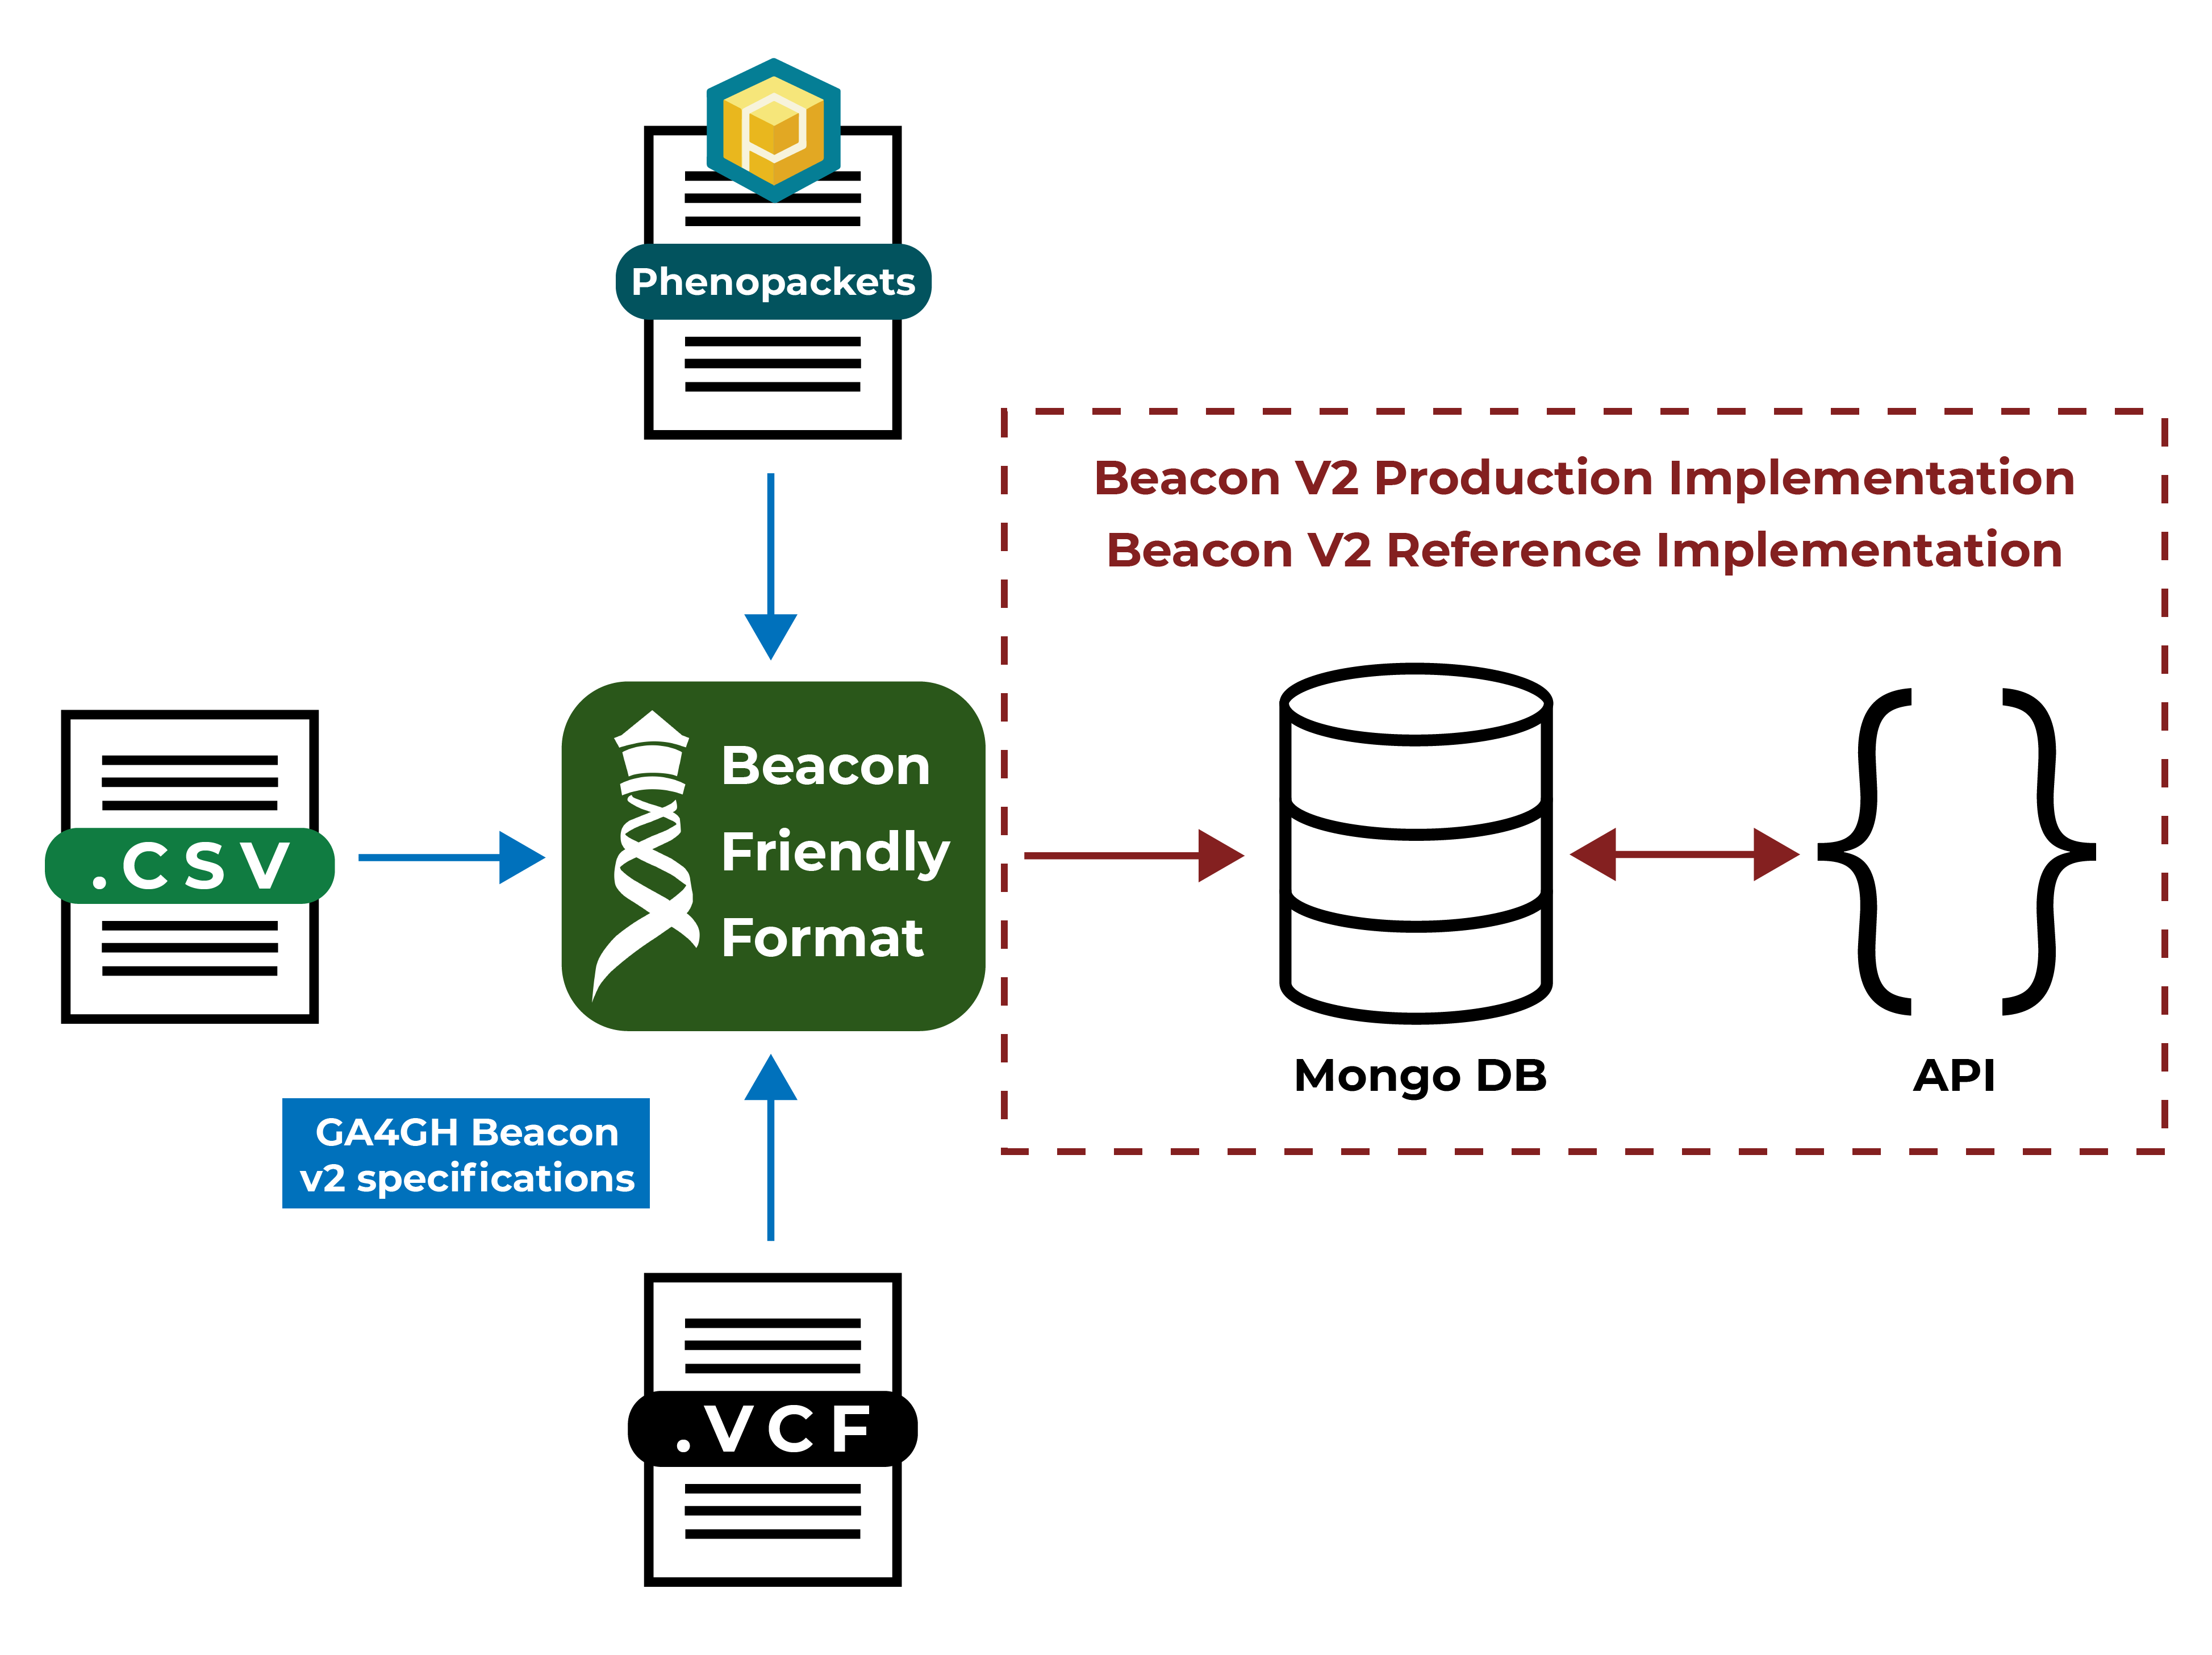 Phenopackets
Beacon V2 Production Implementation
Beacon V2 Reference Implementation
.CSV
Beacon
Friendly
Format
Mongo DB
API
GA4GH Beacon
v2 specifications
.VCF